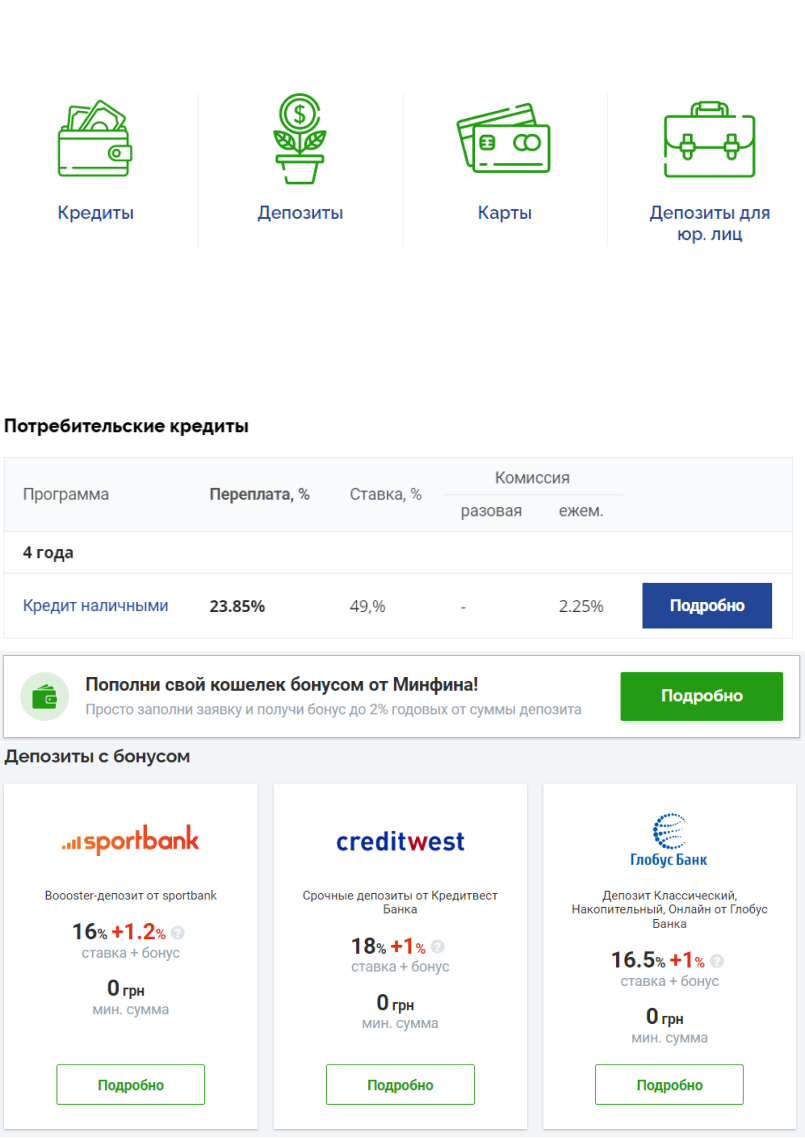 Кредиты
Депозиты
Карты
Депозиты для
юр. лиц
Потребительские кредиты
Программа
Переплата, %
Ставка, %
Комиссия
разовая
ежем.
4 года
Кредит наличными
23.85%
49,%
-
2.25%
Подробно
Пополни свой кошелек бонусом от Минфина!
Просто заполни заявку и получи бонус до 2% годовых от суммы депозита
Подробно
Депозиты с бонусом
sportbank
Boooster-депозит от sportbank
16% +1.2% ?
ставка + бонус
0 грн
мин. сумма
Подробно
creditwest
Срочные депозиты от Кредитвест
Банка
18% +1% ?
ставка + бонус
0 грн
мин. сумма
Подробно
Глобус Банк
Депозит Классический,
Накопительный, Онлайн от Глобус
Банка
16.5% +1% ?
ставка + бонус
0 грн
мин. сумма
Подробно